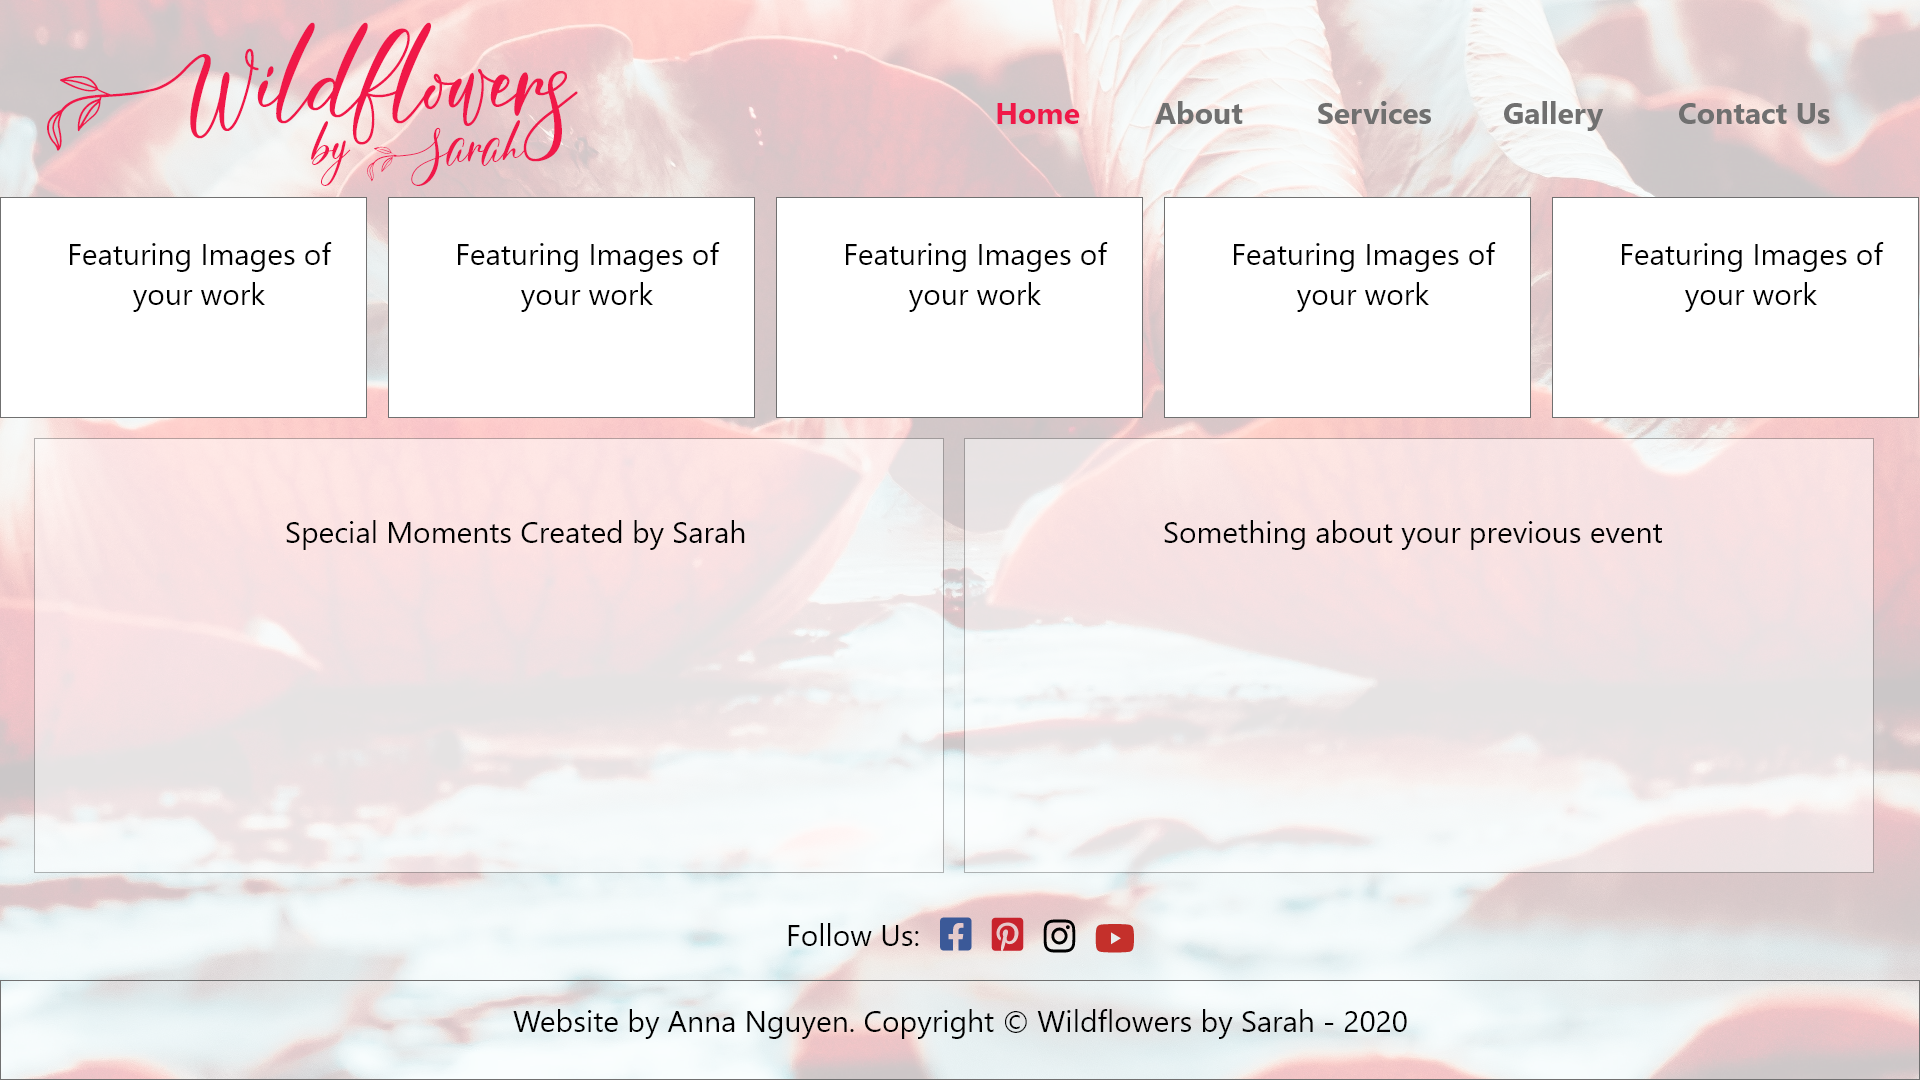 Wildflowers
by Sarah
Home About Services Gallery Contact Us
Featuring Images of
your work
Featuring Images of
your work
Featuring Images of
your work
Featuring Images of
your work
Featuring Images of
your work
Special Moments Created by Sarah
Something about your previous event
Follow Us:
Website by Anna Nguyen. Copyright © Wildflowers by Sarah - 2020